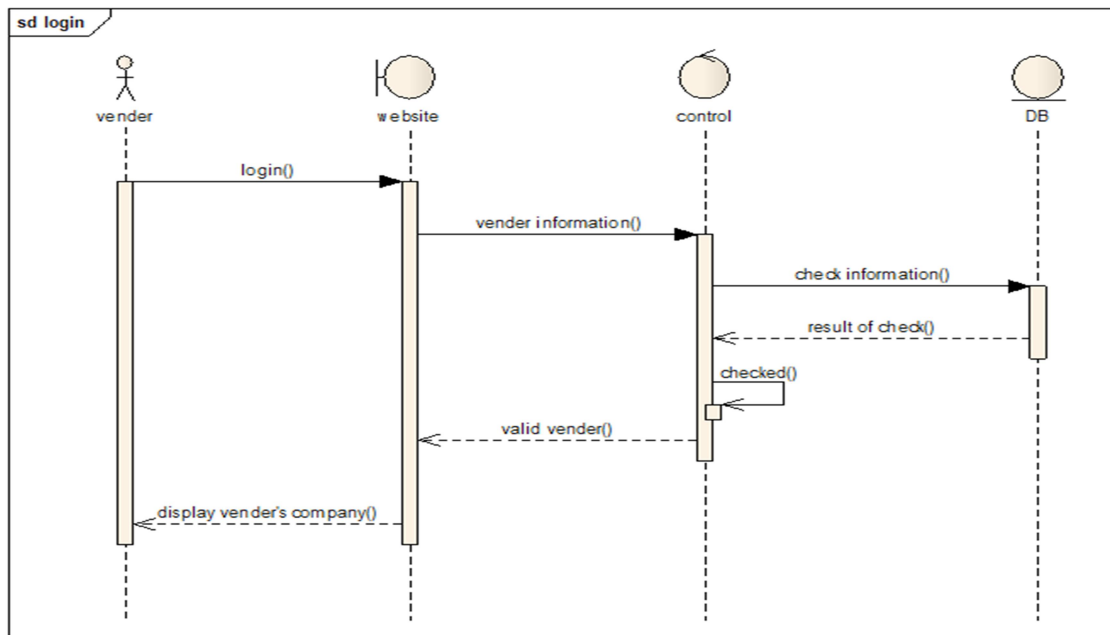 sd login
vender
website
control
DB
login()
vender information()
check information()
result of check()
checked()
valid vender()
display vender's company()